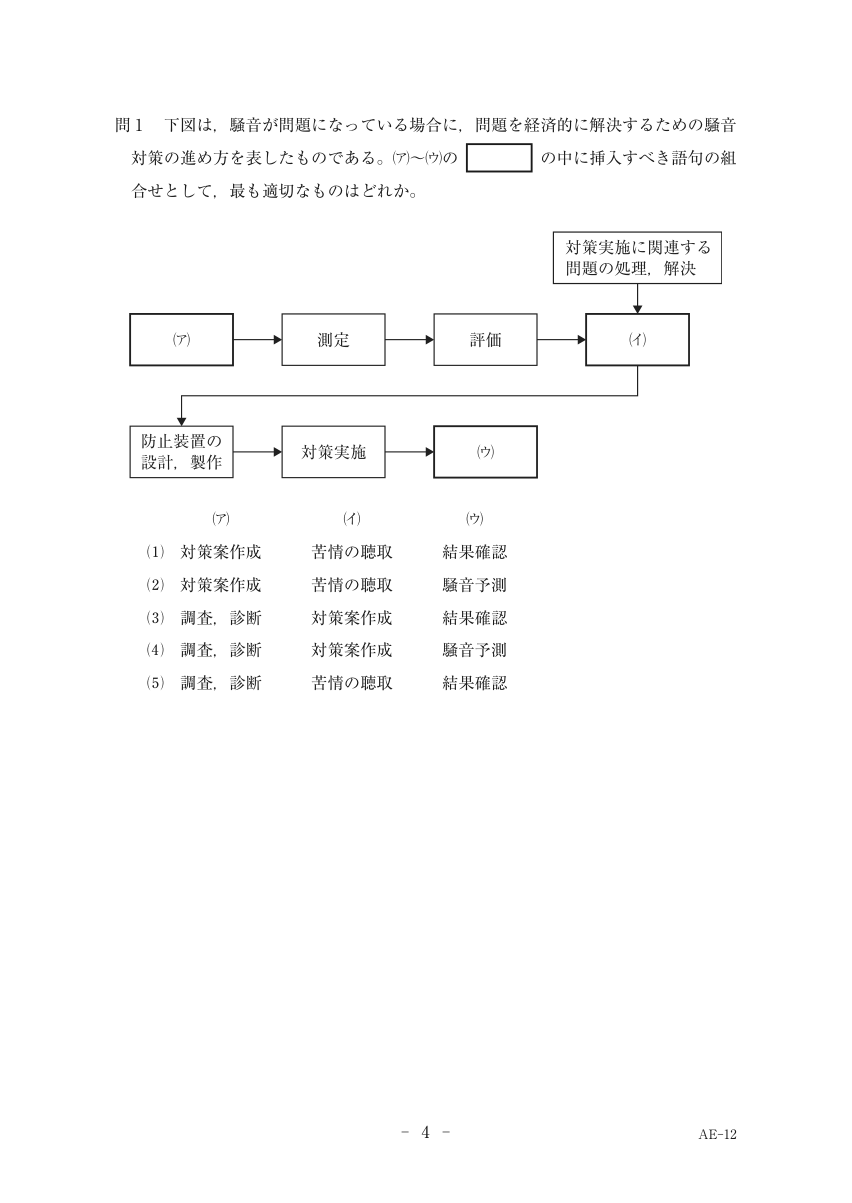 問1 下図は，騒音が問題になっている場合に，問題を経済的に解決するための騒音
対策の進め方を表したものである。㋐～㋒の の中に挿入すべき語句の組
合せとして，最も適切なものはどれか。
対策実施に関連する
問題の処理，解決
(ア)
測定
評価
(イ)
防止装置の
設計，製作
対策実施
(ウ)
(ア) (イ) (ウ)
(1) 対策案作成 苦情の聴取 結果確認
(2) 対策案作成 苦情の聴取 騒音予測
(3) 調査，診断 対策案作成 結果確認
(4) 調査，診断 対策案作成 騒音予測
(5) 調査，診断 苦情の聴取 結果確認
－ 4 －
AE-12